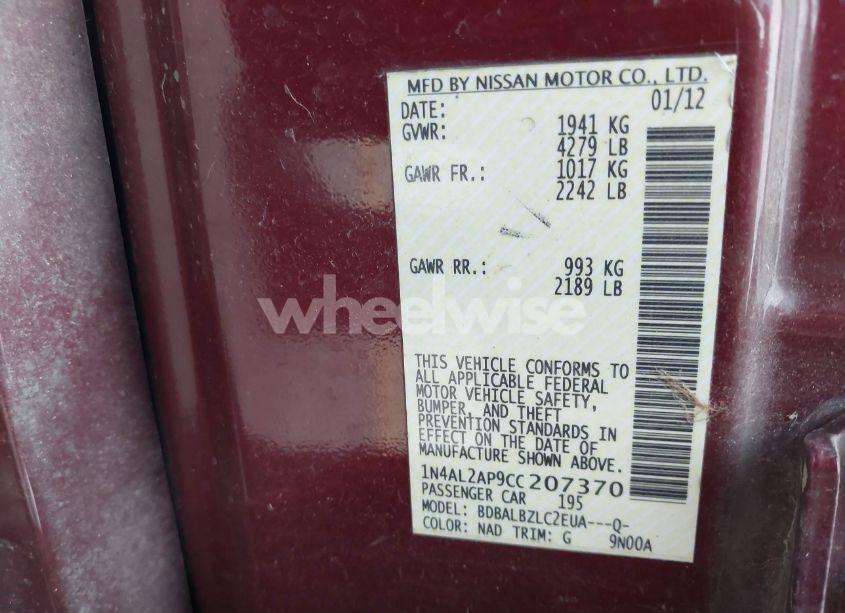 MFD BY NISSAN MOTOR CO., LTD.
DATE: 01/12
GVWR: 1941 KG
4279 LB
GAWR FR.: 1017 KG
2242 LB
GAWR RR.: 993 KG
2189 LB
wheelwise
THIS VEHICLE CONFORMS TO
ALL APPLICABLE FEDERAL
MOTOR VEHICLE SAFETY,
BUMPER, AND THEFT
PREVENTION STANDARDS IN
EFFECT ON THE DATE OF
MANUFACTURE SHOWN ABOVE.
1N4AL2AP9CC207370
PASSENGER CAR 195
MODEL: BDBALBZLC2EUA---Q-
COLOR: NAD TRIM: G 9N00A